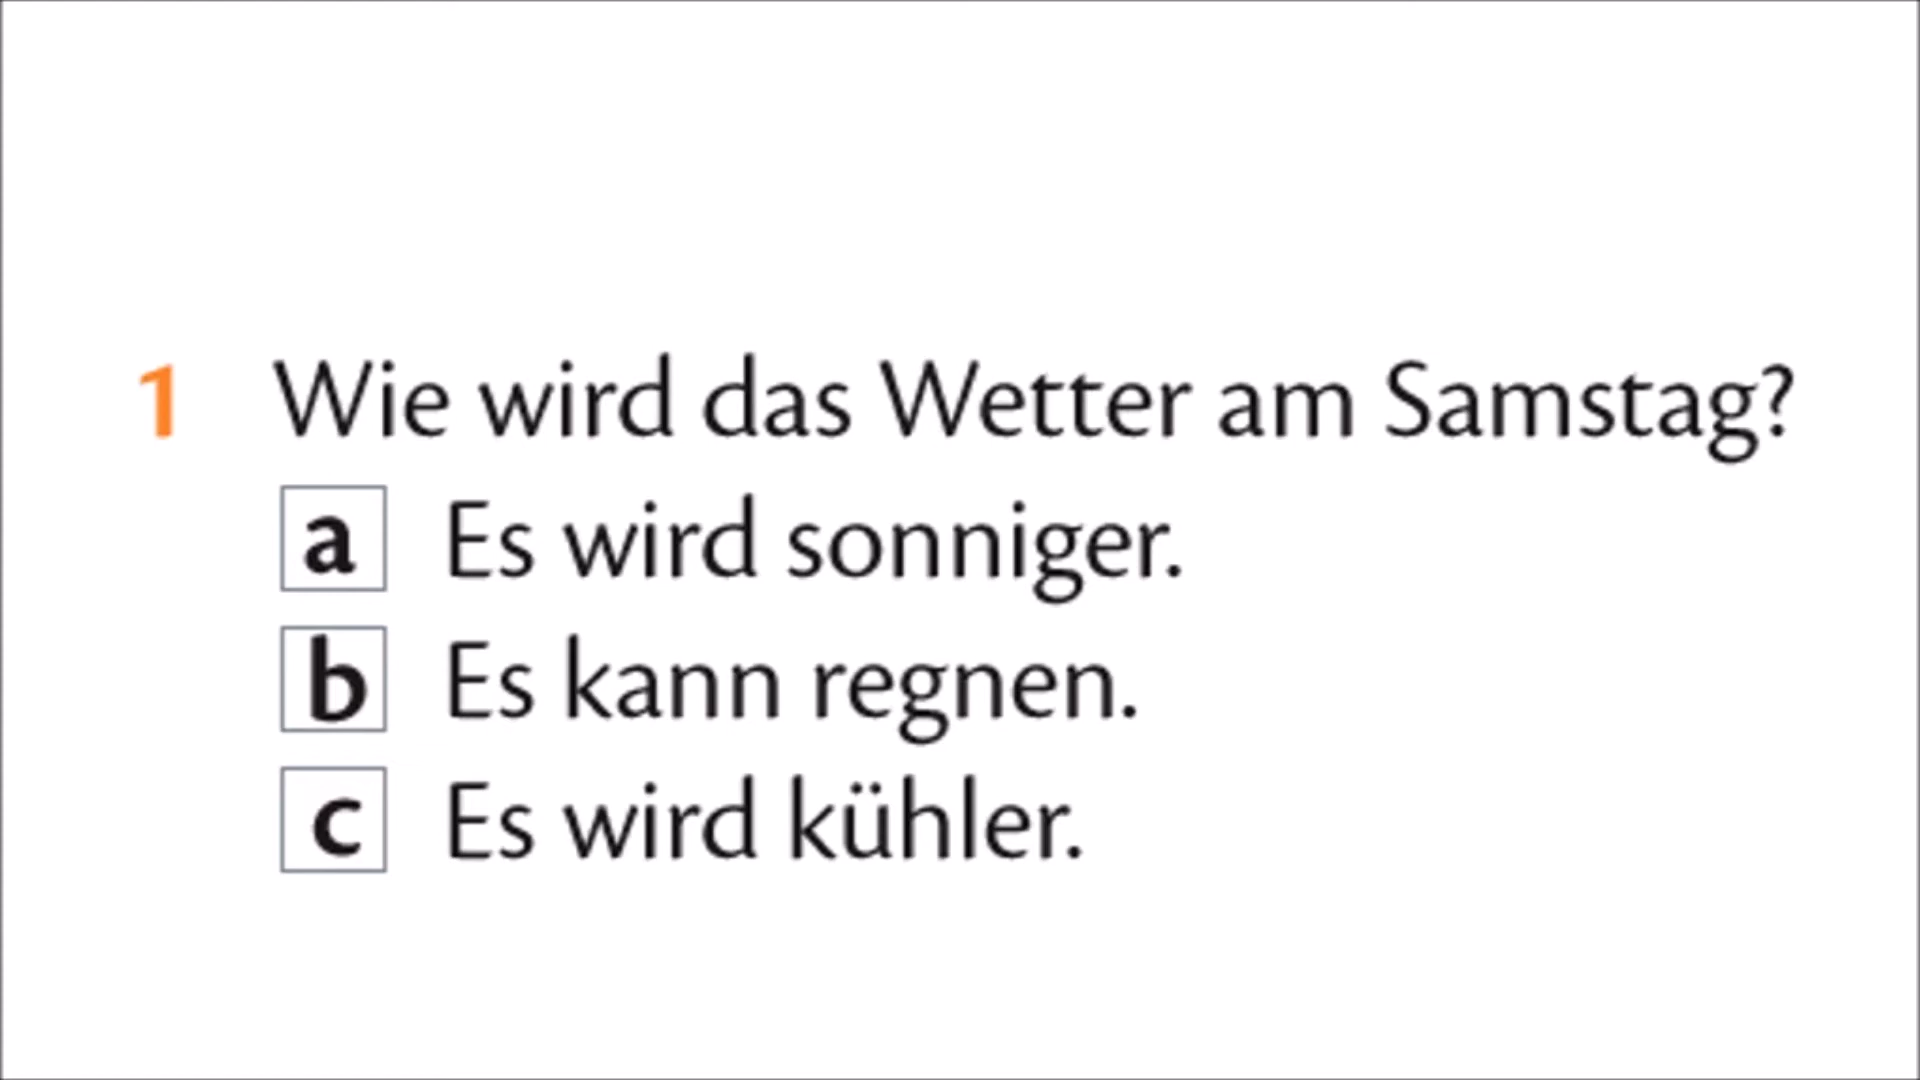 1 Wie wird das Wetter am Samstag?
a Es wird sonniger.
b Es kann regnen.
c Es wird kühler.